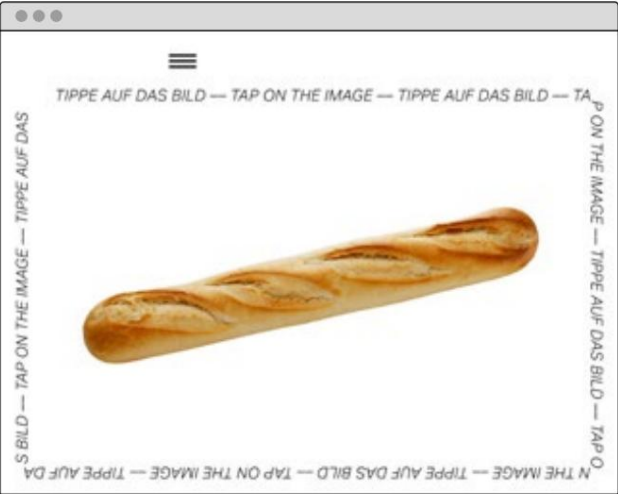 TIPPE AUF DAS BILD — TAP ON THE IMAGE — TIPPE AUF DAS BILD — TA
P ON THE IMAGE — TIPPE AUF DAS BILD — TAP O
N THE IMAGE — TIPPE AUF DAS BILD — TAP ON THE IMAGE — TIPPE AUF DA
S BILD — TAP ON THE IMAGE — TIPPE AUF DAS